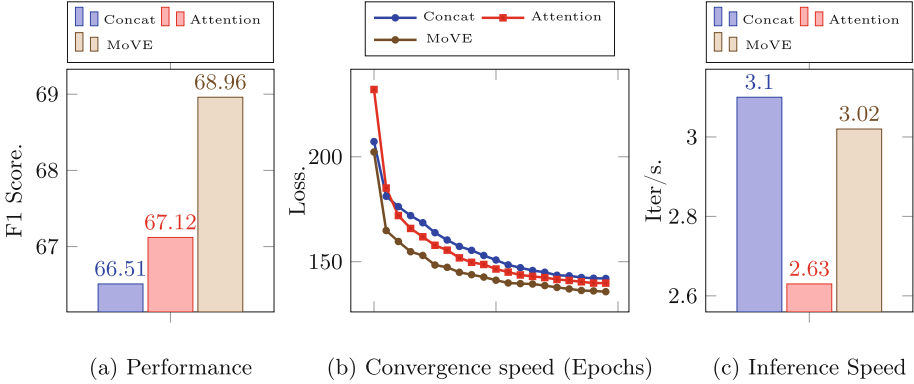 Concat Attention
MoVE
F1 Score.
69
68
67
66.51
67.12
68.96
(a) Performance
Concat Attention
MoVE
Loss.
200
150
(b) Convergence speed (Epochs)
Concat Attention
MoVE
Iter/s.
3
2.8
2.6
3.1
2.63
3.02
(c) Inference Speed